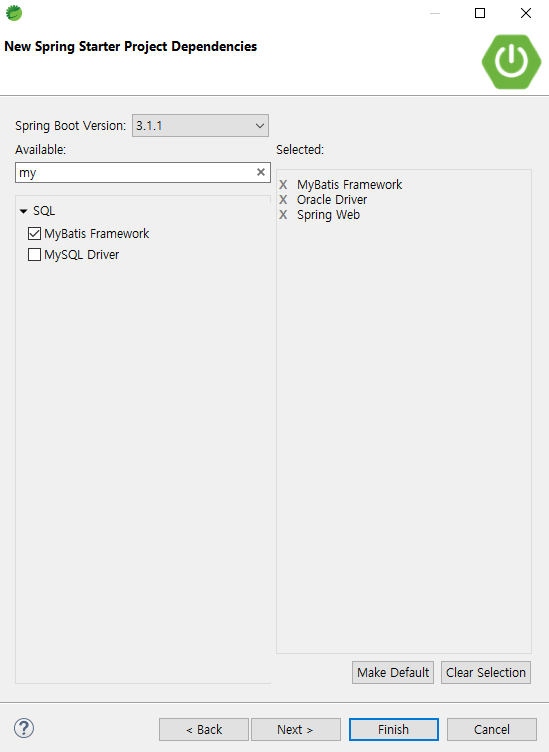 New Spring Starter Project Dependencies
Spring Boot Version: 3.1.1
Available:
my
SQL
MyBatis Framework
MySQL Driver
Selected:
X MyBatis Framework
X Oracle Driver
X Spring Web
Make Default Clear Selection
? < Back Next > Finish Cancel